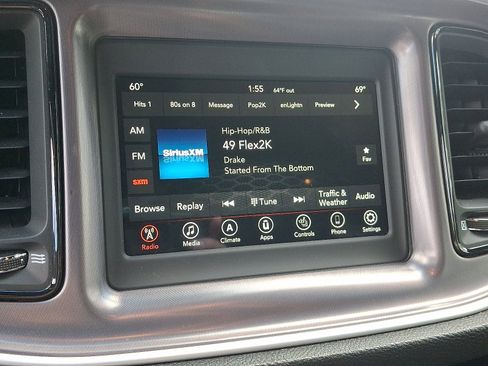 60° 1:55 64°F out 69°
Hits 1 80s on 8 Message Pop2K enLightn Preview >
AM
FM
sxm
SiriusXM
Hip-Hop/R&B
49 Flex2K
Drake
Started From The Bottom
Fav
Browse Replay Tune Traffic & Weather Audio
Radio Media Climate Apps Controls Phone Settings